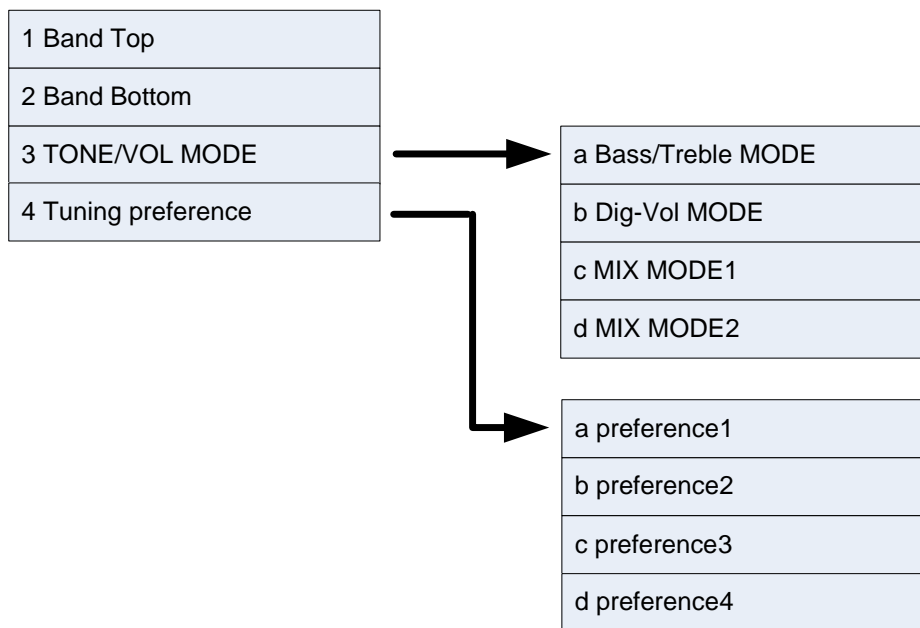 1 Band Top
2 Band Bottom
3 TONE/VOL MODE
4 Tuning preference
a Bass/Treble MODE
b Dig-Vol MODE
c MIX MODE1
d MIX MODE2
a preference1
b preference2
c preference3
d preference4